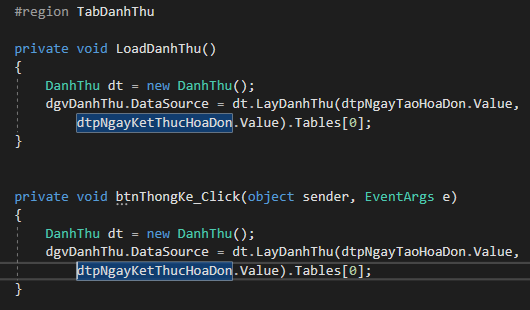 #region TabDanhThu
private void LoadDanhThu()
{
DanhThu dt = new DanhThu();
dgvDanhThu.DataSource = dt.LayDanhThu(dtpNgayTaoHoaDon.Value,
dtpNgayKetThucHoaDon.Value).Tables[0];
}
private void btnThongKe_Click(object sender, EventArgs e)
{
DanhThu dt = new DanhThu();
dgvDanhThu.DataSource = dt.LayDanhThu(dtpNgayTaoHoaDon.Value,
dtpNgayKetThucHoaDon.Value).Tables[0];
}